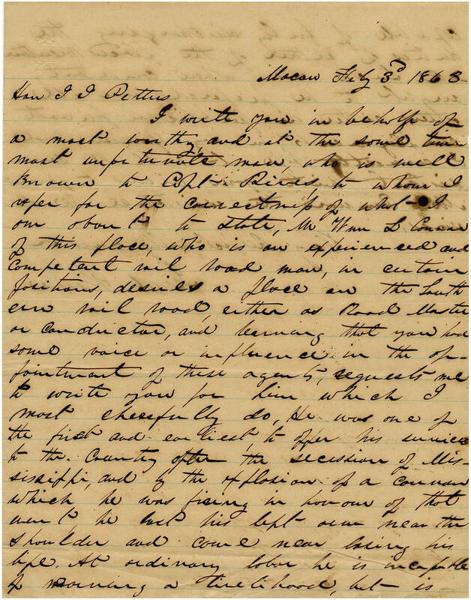 Macon Feby 3rd 1863
Hon J J Pettus
I write you in behalf of
a most worthy, and at the same time
most unfortunate man, who is well
known to Capt Rives, to whom I
refer for the correctness of what I
am about to state, Mr Wm L
of this place, who is an experienced and
competent rail road man, in certain
positions, desires a place on the South
ern rail road, either as Road Master
or conductor, and learning that you have
some voice or influence in the ap
pointment of these agents, requests me
to write you for him which I
most cheerfully do, He was one of
the first and earliest, to offer his services
to the Country after the secession of Mis
sissippi, and by the explosion of a cannon
which he was firing in honour of that
event he lost his left arm near the
shoulder and came near losing his
life. At ordinary labor he is incapable
of earning a livelihood, but is